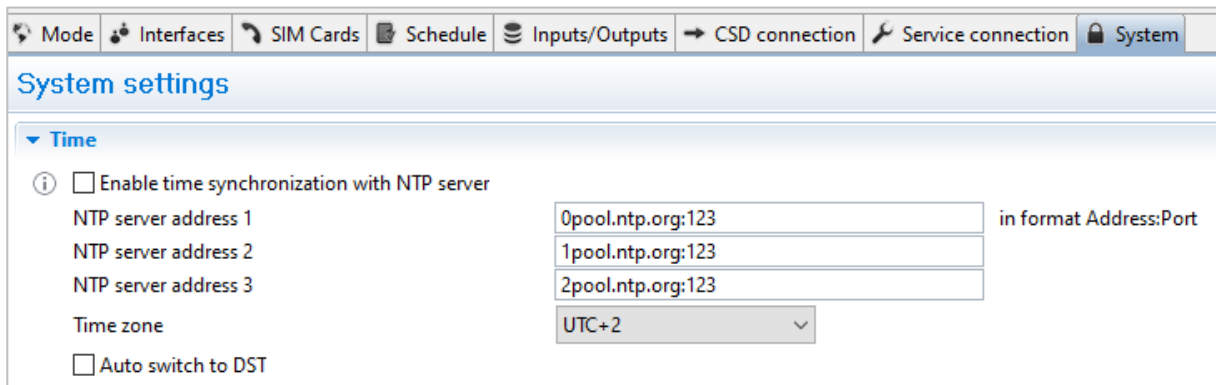 Mode Interfaces SIM Cards Schedule Inputs/Outputs CSD connection Service connection System
System settings
Time
Enable time synchronization with NTP server
NTP server address 1 0pool.ntp.org:123 in format Address:Port
NTP server address 2 1pool.ntp.org:123
NTP server address 3 2pool.ntp.org:123
Time zone UTC+2
Auto switch to DST